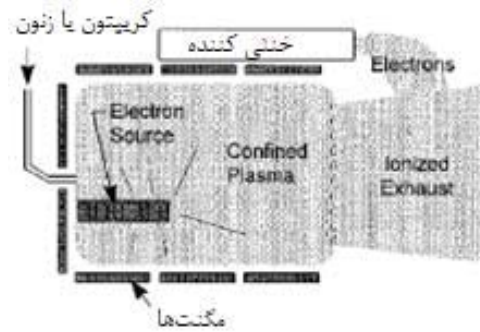 کریپتون یا زنون
خنثی کننده
Electrons
Electron
Source
Confined
Plasma
Ionized
Exhaust
مگنت‌ها